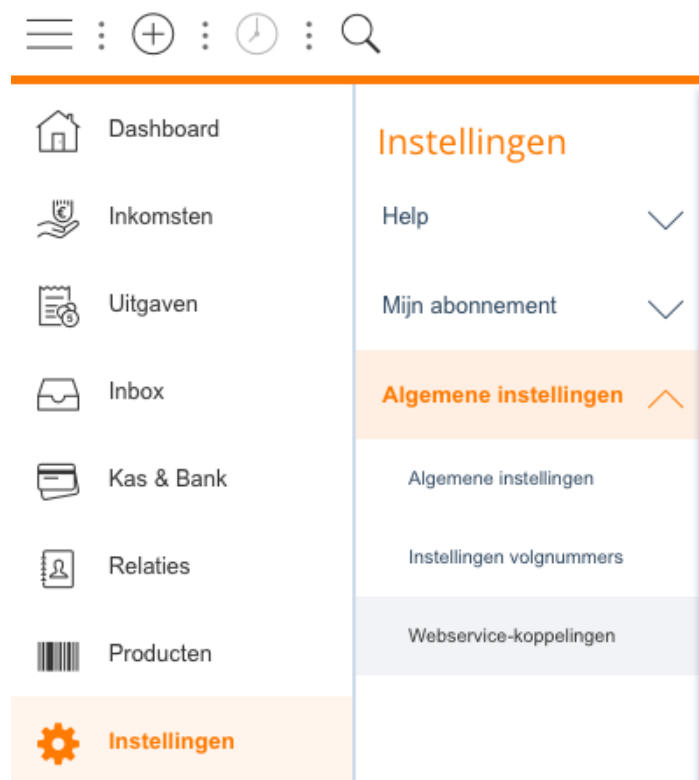 Dashboard
Inkomsten
Uitgaven
Inbox
Kas & Bank
Relaties
Producten
Instellingen
Instellingen
Help
Mijn abonnement
Algemene instellingen
Algemene instellingen
Instellingen volgnummers
Webservice-koppelingen